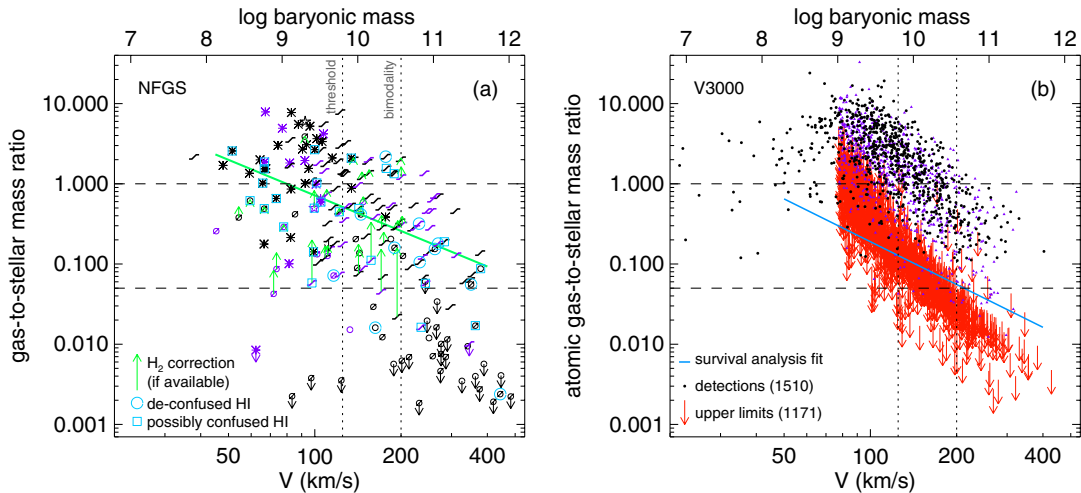 log baryonic mass
8 9 10 11 12
gas-to-stellar mass ratio
10.000
1.000
0.100
0.010
0.001
NFGS
(a)
threshold
bimodality
H2 correction
(if available)
de-confused HI
possibly confused HI
50 100 200 400
V (km/s)
log baryonic mass
7 8 9 10 11 12
atomic gas-to-stellar mass ratio
10.000
1.000
0.100
0.010
0.001
V3000
(b)
survival analysis fit
detections (1510)
upper limits (1171)
50 100 200 400
V (km/s)